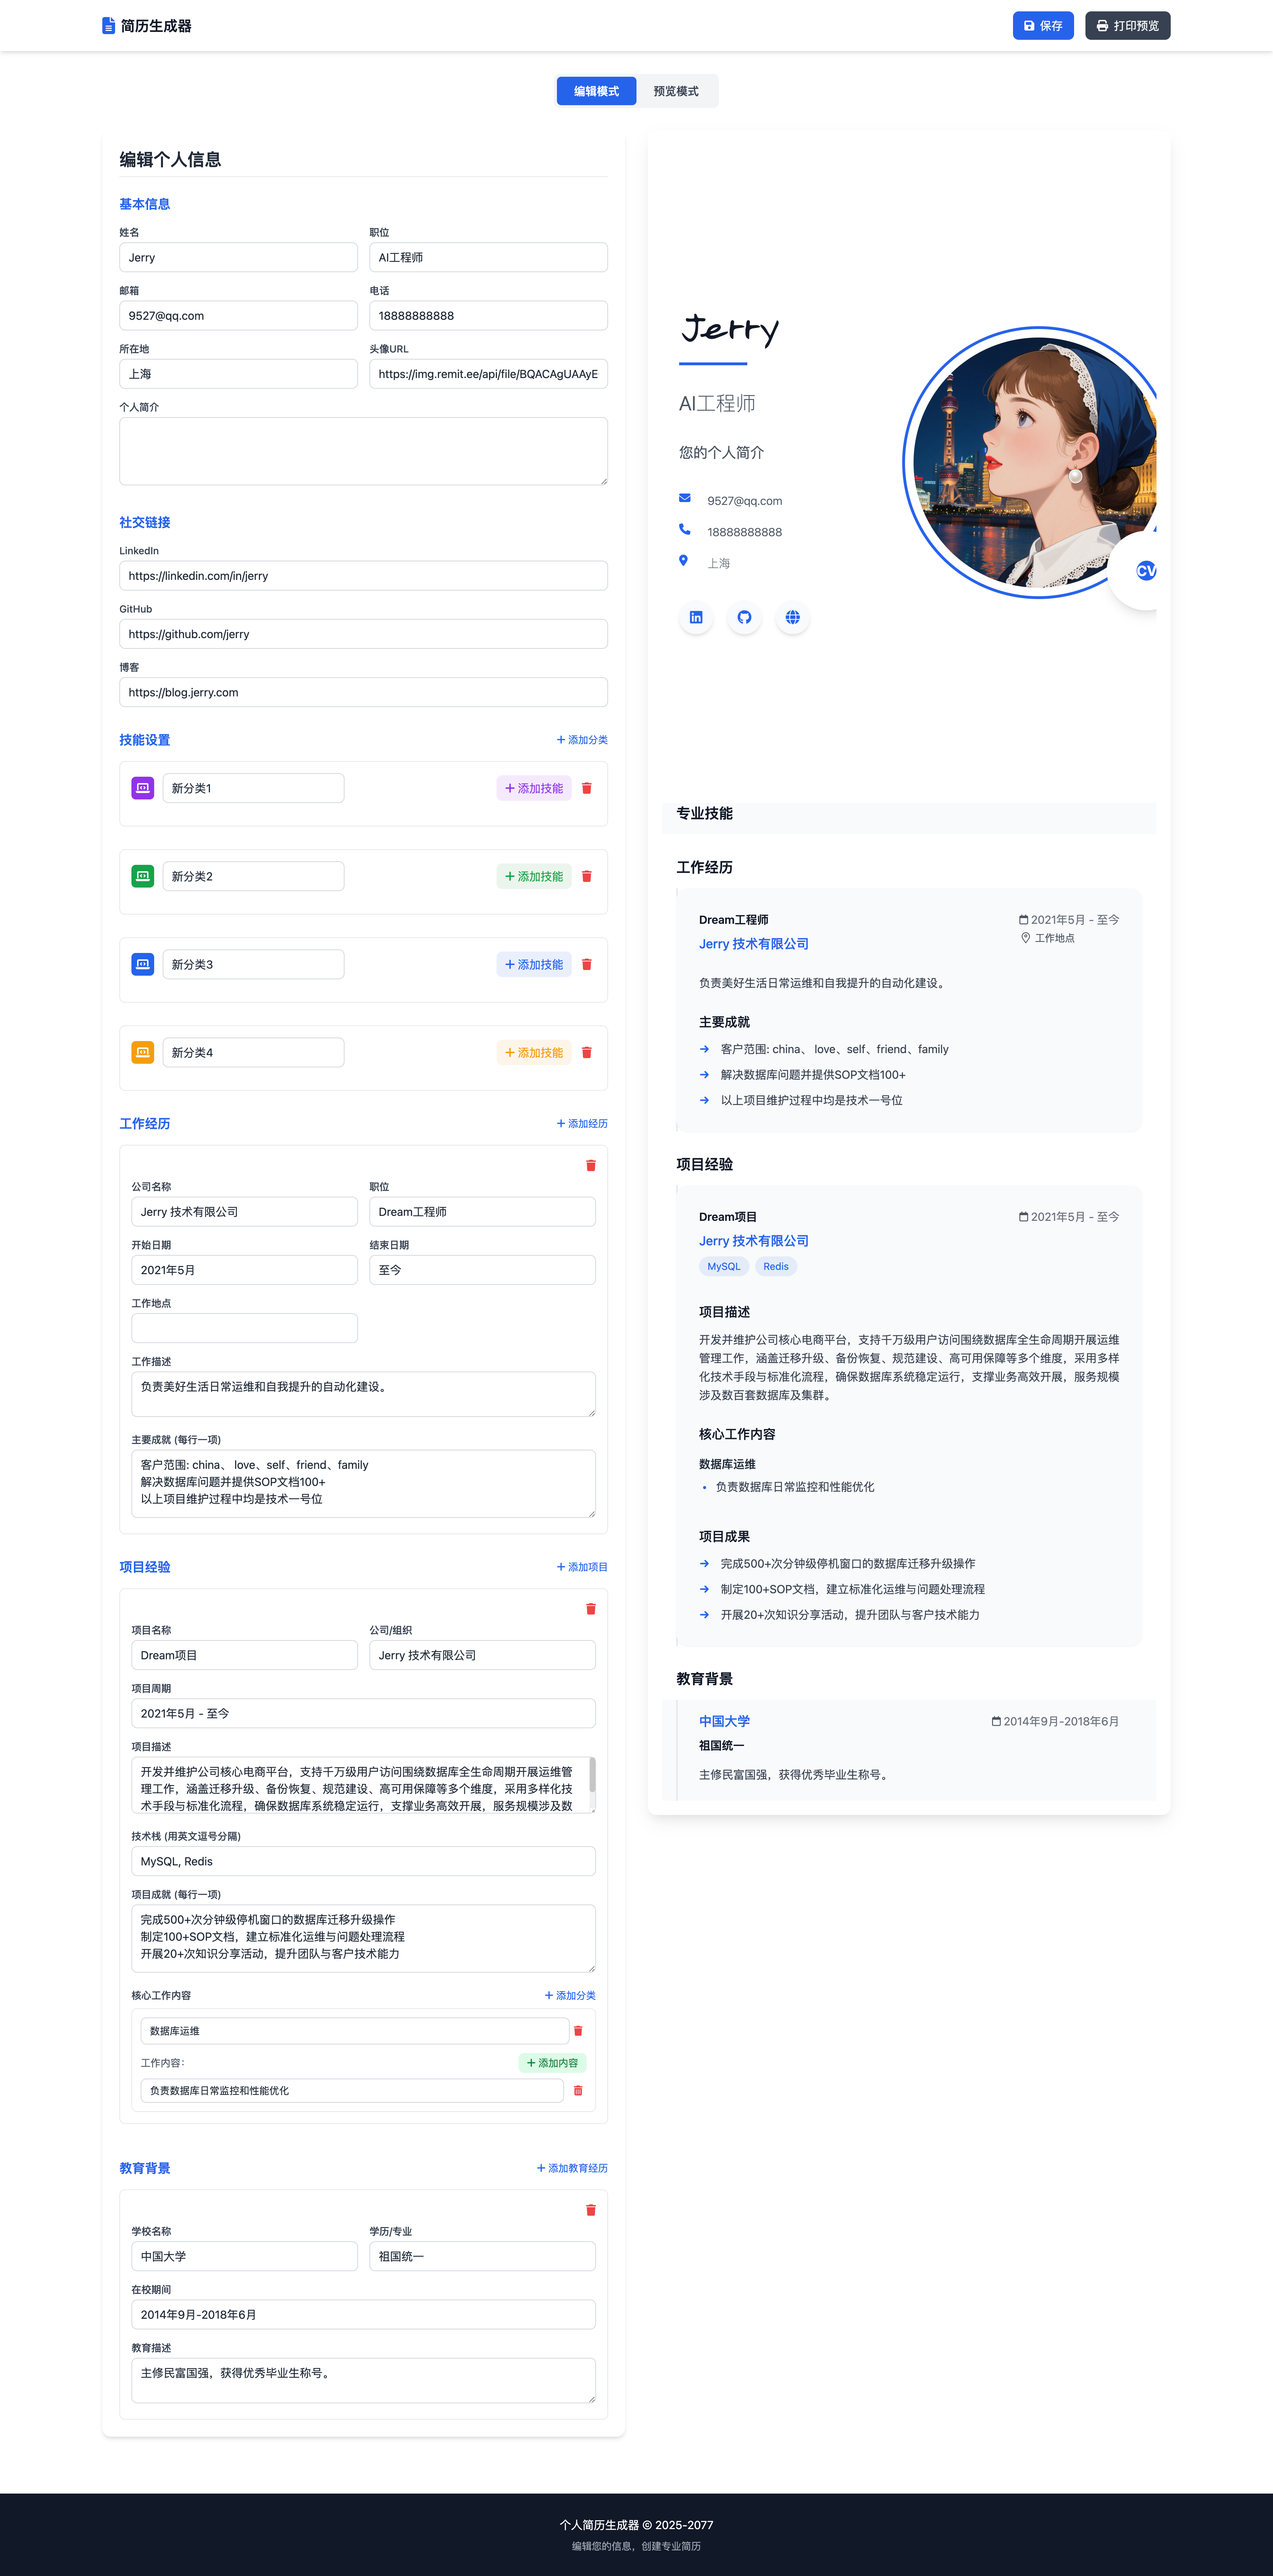 简历生成器
保存
打印预览
编辑模式
预览模式
编辑个人信息
基本信息
姓名
Jerry
职位
AI工程师
邮箱
9527@qq.com
电话
18888888888
所在地
上海
头像URL
https://img.remit.ee/api/file/BQACAgUAAyE
个人简介
社交链接
LinkedIn
https://linkedin.com/in/jerry
GitHub
https://github.com/jerry
博客
https://blog.jerry.com
技能设置
添加分类
新分类1
添加技能
新分类2
添加技能
新分类3
添加技能
新分类4
添加技能
工作经历
添加经历
公司名称
Jerry 技术有限公司
职位
Dream工程师
开始日期
2021年5月
结束日期
至今
工作地点
工作描述
负责美好生活日常运维和自我提升的自动化建设。
主要成就 (每行一项)
客户范围: china、 love、self、friend、family
解决数据库问题并提供SOP文档100+
以上项目维护过程中均是技术一号位
项目经验
添加项目
项目名称
Dream项目
公司/组织
Jerry 技术有限公司
项目周期
2021年5月 - 至今
项目描述
开发并维护公司核心电商平台，支持千万级用户访问围绕数据库全生命周期开展运维管
理工作，涵盖迁移升级、备份恢复、规范建设、高可用保障等多个维度，采用多样化技
术手段与标准化流程，确保数据库系统稳定运行，支撑业务高效开展，服务规模涉及数
技术栈 (用英文逗号分隔)
MySQL, Redis
项目成就 (每行一项)
完成500+次分钟级停机窗口的数据库迁移升级操作
制定100+SOP文档，建立标准化运维与问题处理流程
开展20+次知识分享活动，提升团队与客户技术能力
核心工作内容
添加分类
数据库运维
工作内容：
添加内容
负责数据库日常监控和性能优化
教育背景
添加教育经历
学校名称
中国大学
学历/专业
祖国统一
在校期间
2014年9月-2018年6月
教育描述
主修民富国强，获得优秀毕业生称号。
Jerry
AI工程师
您的个人简介
9527@qq.com
18888888888
上海
CV
专业技能
工作经历
Dream工程师
2021年5月 - 至今
Jerry 技术有限公司
工作地点
负责美好生活日常运维和自我提升的自动化建设。
主要成就
客户范围: china、 love、self、friend、family
解决数据库问题并提供SOP文档100+
以上项目维护过程中均是技术一号位
项目经验
Dream项目
2021年5月 - 至今
Jerry 技术有限公司
MySQL
Redis
项目描述
开发并维护公司核心电商平台，支持千万级用户访问围绕数据库全生命周期开展运维
管理工作，涵盖迁移升级、备份恢复、规范建设、高可用保障等多个维度，采用多样
化技术手段与标准化流程，确保数据库系统稳定运行，支撑业务高效开展，服务规模
涉及数百套数据库及集群。
核心工作内容
数据库运维
负责数据库日常监控和性能优化
项目成果
完成500+次分钟级停机窗口的数据库迁移升级操作
制定100+SOP文档，建立标准化运维与问题处理流程
开展20+次知识分享活动，提升团队与客户技术能力
教育背景
中国大学
2014年9月-2018年6月
祖国统一
主修民富国强，获得优秀毕业生称号。
个人简历生成器 © 2025-2077
编辑您的信息，创建专业简历